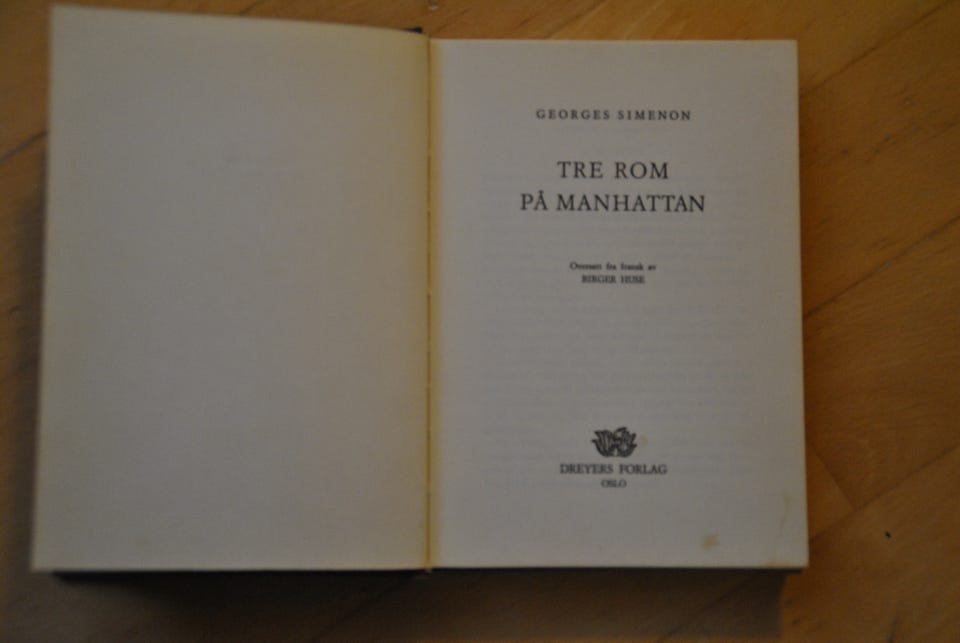 GEORGES SIMENON
TRE ROM
PÅ MANHATTAN
Oversatt fra fransk av
BIRGER HUSE
DREYERS FORLAG
OSLO